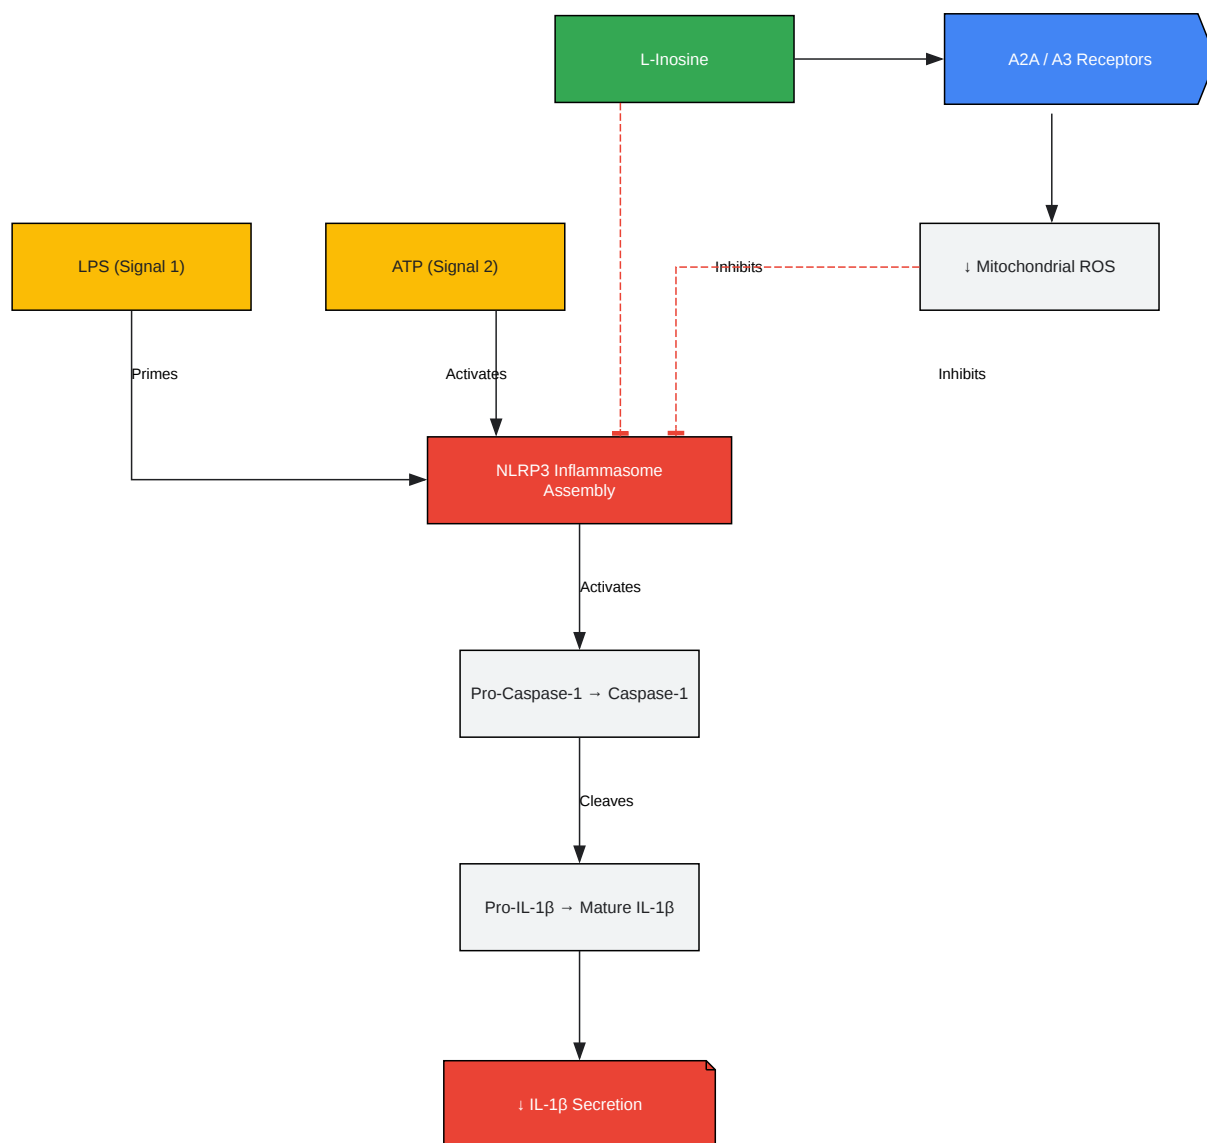 L-Inosine
A2A / A3 Receptors
LPS (Signal 1)
ATP (Signal 2)
Inhibits
↓ Mitochondrial ROS
Primes
Activates
Inhibits
NLRP3 Inflammasome
Assembly
Activates
Pro-Caspase-1 → Caspase-1
Cleaves
Pro-IL-1β → Mature IL-1β
↓ IL-1β Secretion